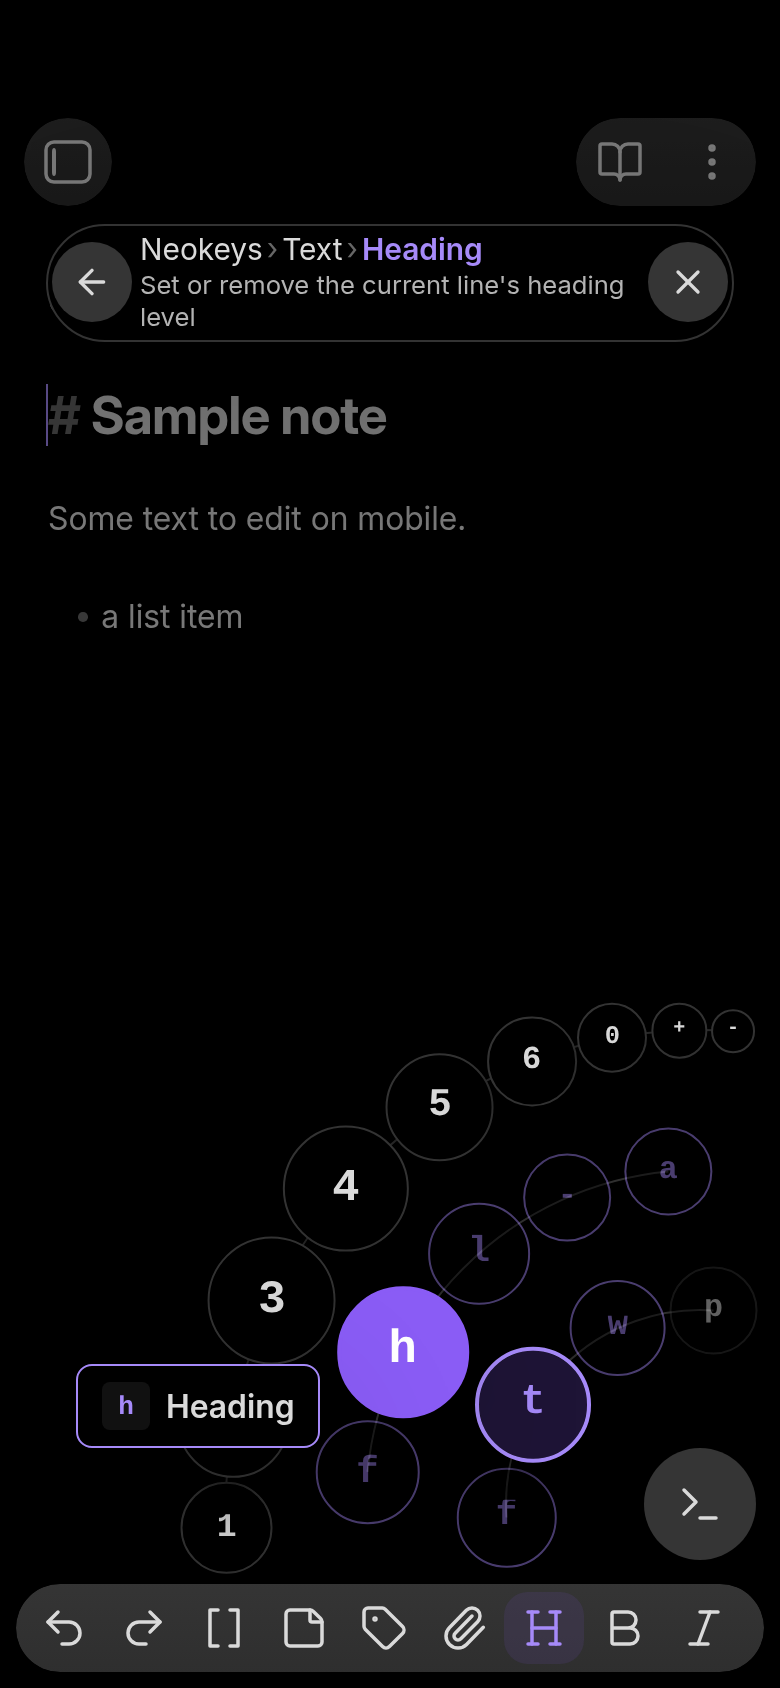 Neokeys › Text › Heading
Set or remove the current line's heading
level
# Sample note
Some text to edit on mobile.
• a list item
6 0 + -
5
4
l - a
3
h
w p
t
h Heading
f
f
1
>_
[ ] H B I